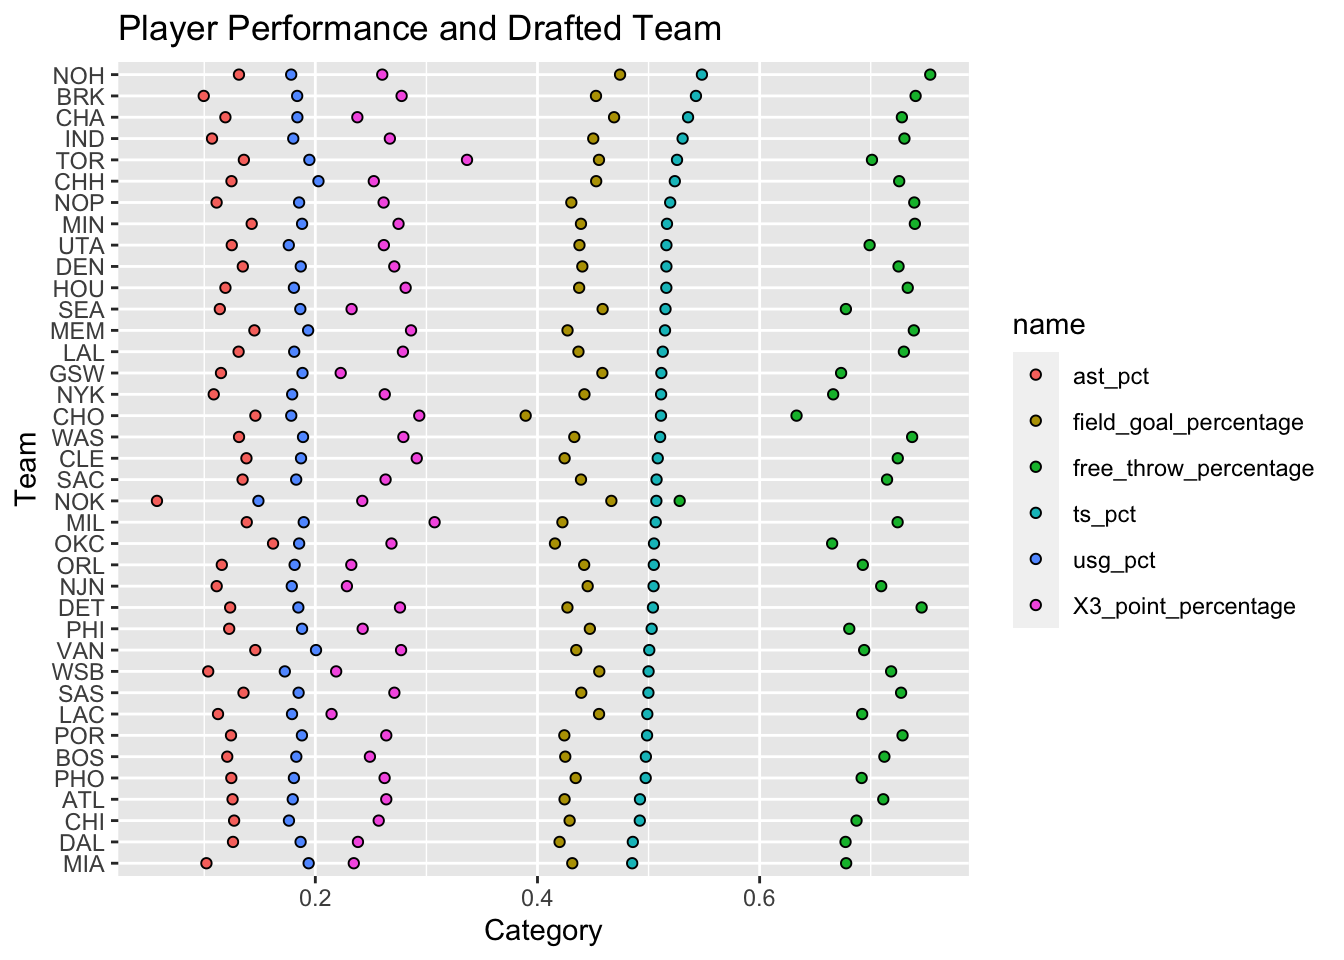 Player Performance and Drafted Team
NOH
BRK
CHA
IND
TOR
CHH
NOP
MIN
UTA
DEN
HOU
SEA
MEM
LAL
GSW
NYK
CHO
WAS
CLE
SAC
NOK
MIL
OKC
ORL
NJN
DET
PHI
VAN
WSB
SAS
LAC
POR
BOS
PHO
ATL
CHI
DAL
MIA
Team
0.2 0.4 0.6
Category
name
ast_pct
field_goal_percentage
free_throw_percentage
ts_pct
usg_pct
X3_point_percentage